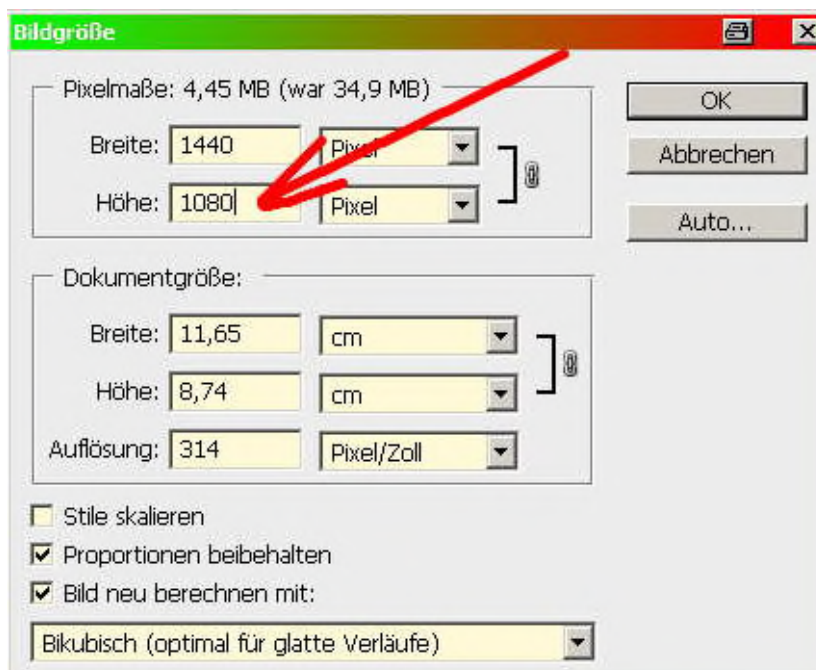 Bildgröße
Pixelmaße: 4,45 MB (war 34,9 MB)
Breite: 1440 Pixel
Höhe: 1080 Pixel
OK
Abbrechen
Auto...
Dokumentgröße:
Breite: 11,65 cm
Höhe: 8,74 cm
Auflösung: 314 Pixel/Zoll
Stile skalieren
Proportionen beibehalten
Bild neu berechnen mit:
Bikubisch (optimal für glatte Verläufe)